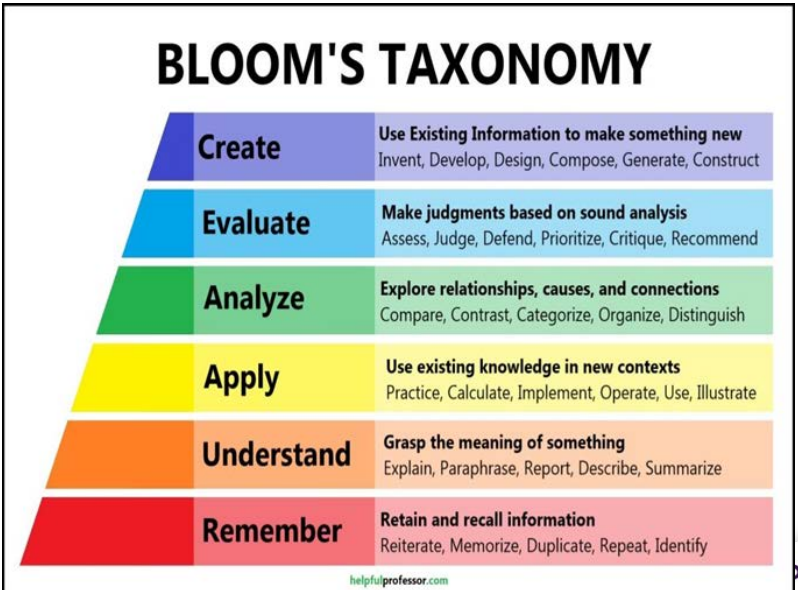 BLOOM'S TAXONOMY
Create
Use Existing Information to make something new
Invent, Develop, Design, Compose, Generate, Construct
Evaluate
Make judgments based on sound analysis
Assess, Judge, Defend, Prioritize, Critique, Recommend
Analyze
Explore relationships, causes, and connections
Compare, Contrast, Categorize, Organize, Distinguish
Apply
Use existing knowledge in new contexts
Practice, Calculate, Implement, Operate, Use, Illustrate
Understand
Grasp the meaning of something
Explain, Paraphrase, Report, Describe, Summarize
Remember
Retain and recall information
Reiterate, Memorize, Duplicate, Repeat, Identify
helpfulprofessor.com